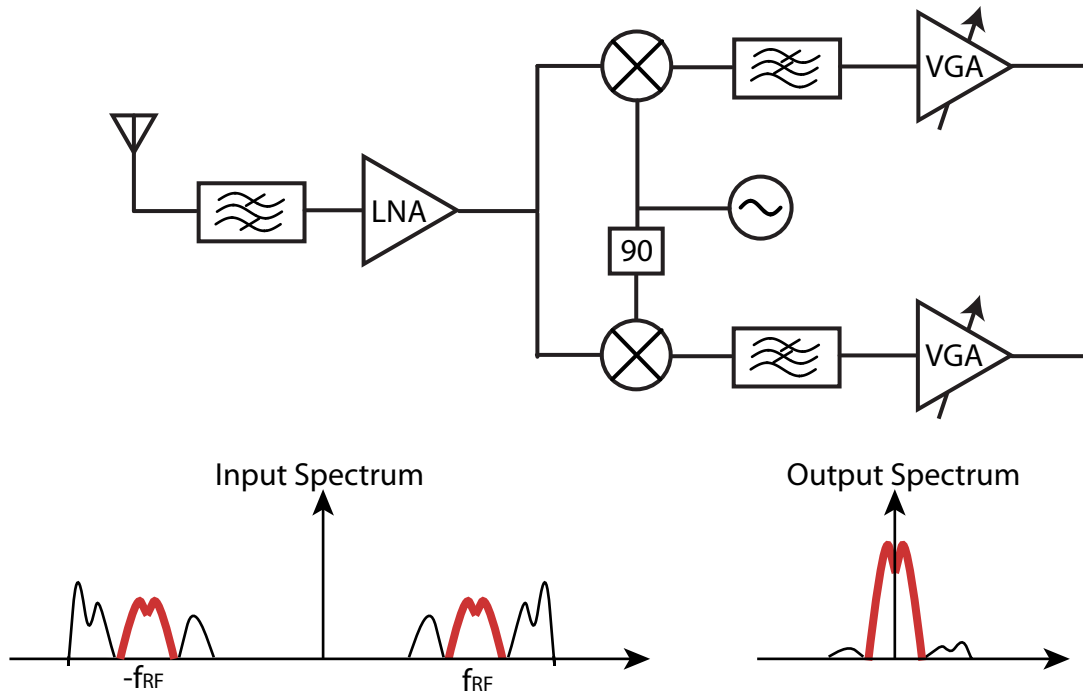 VGA
LNA
90
VGA
Input Spectrum
Output Spectrum
-fRF
fRF